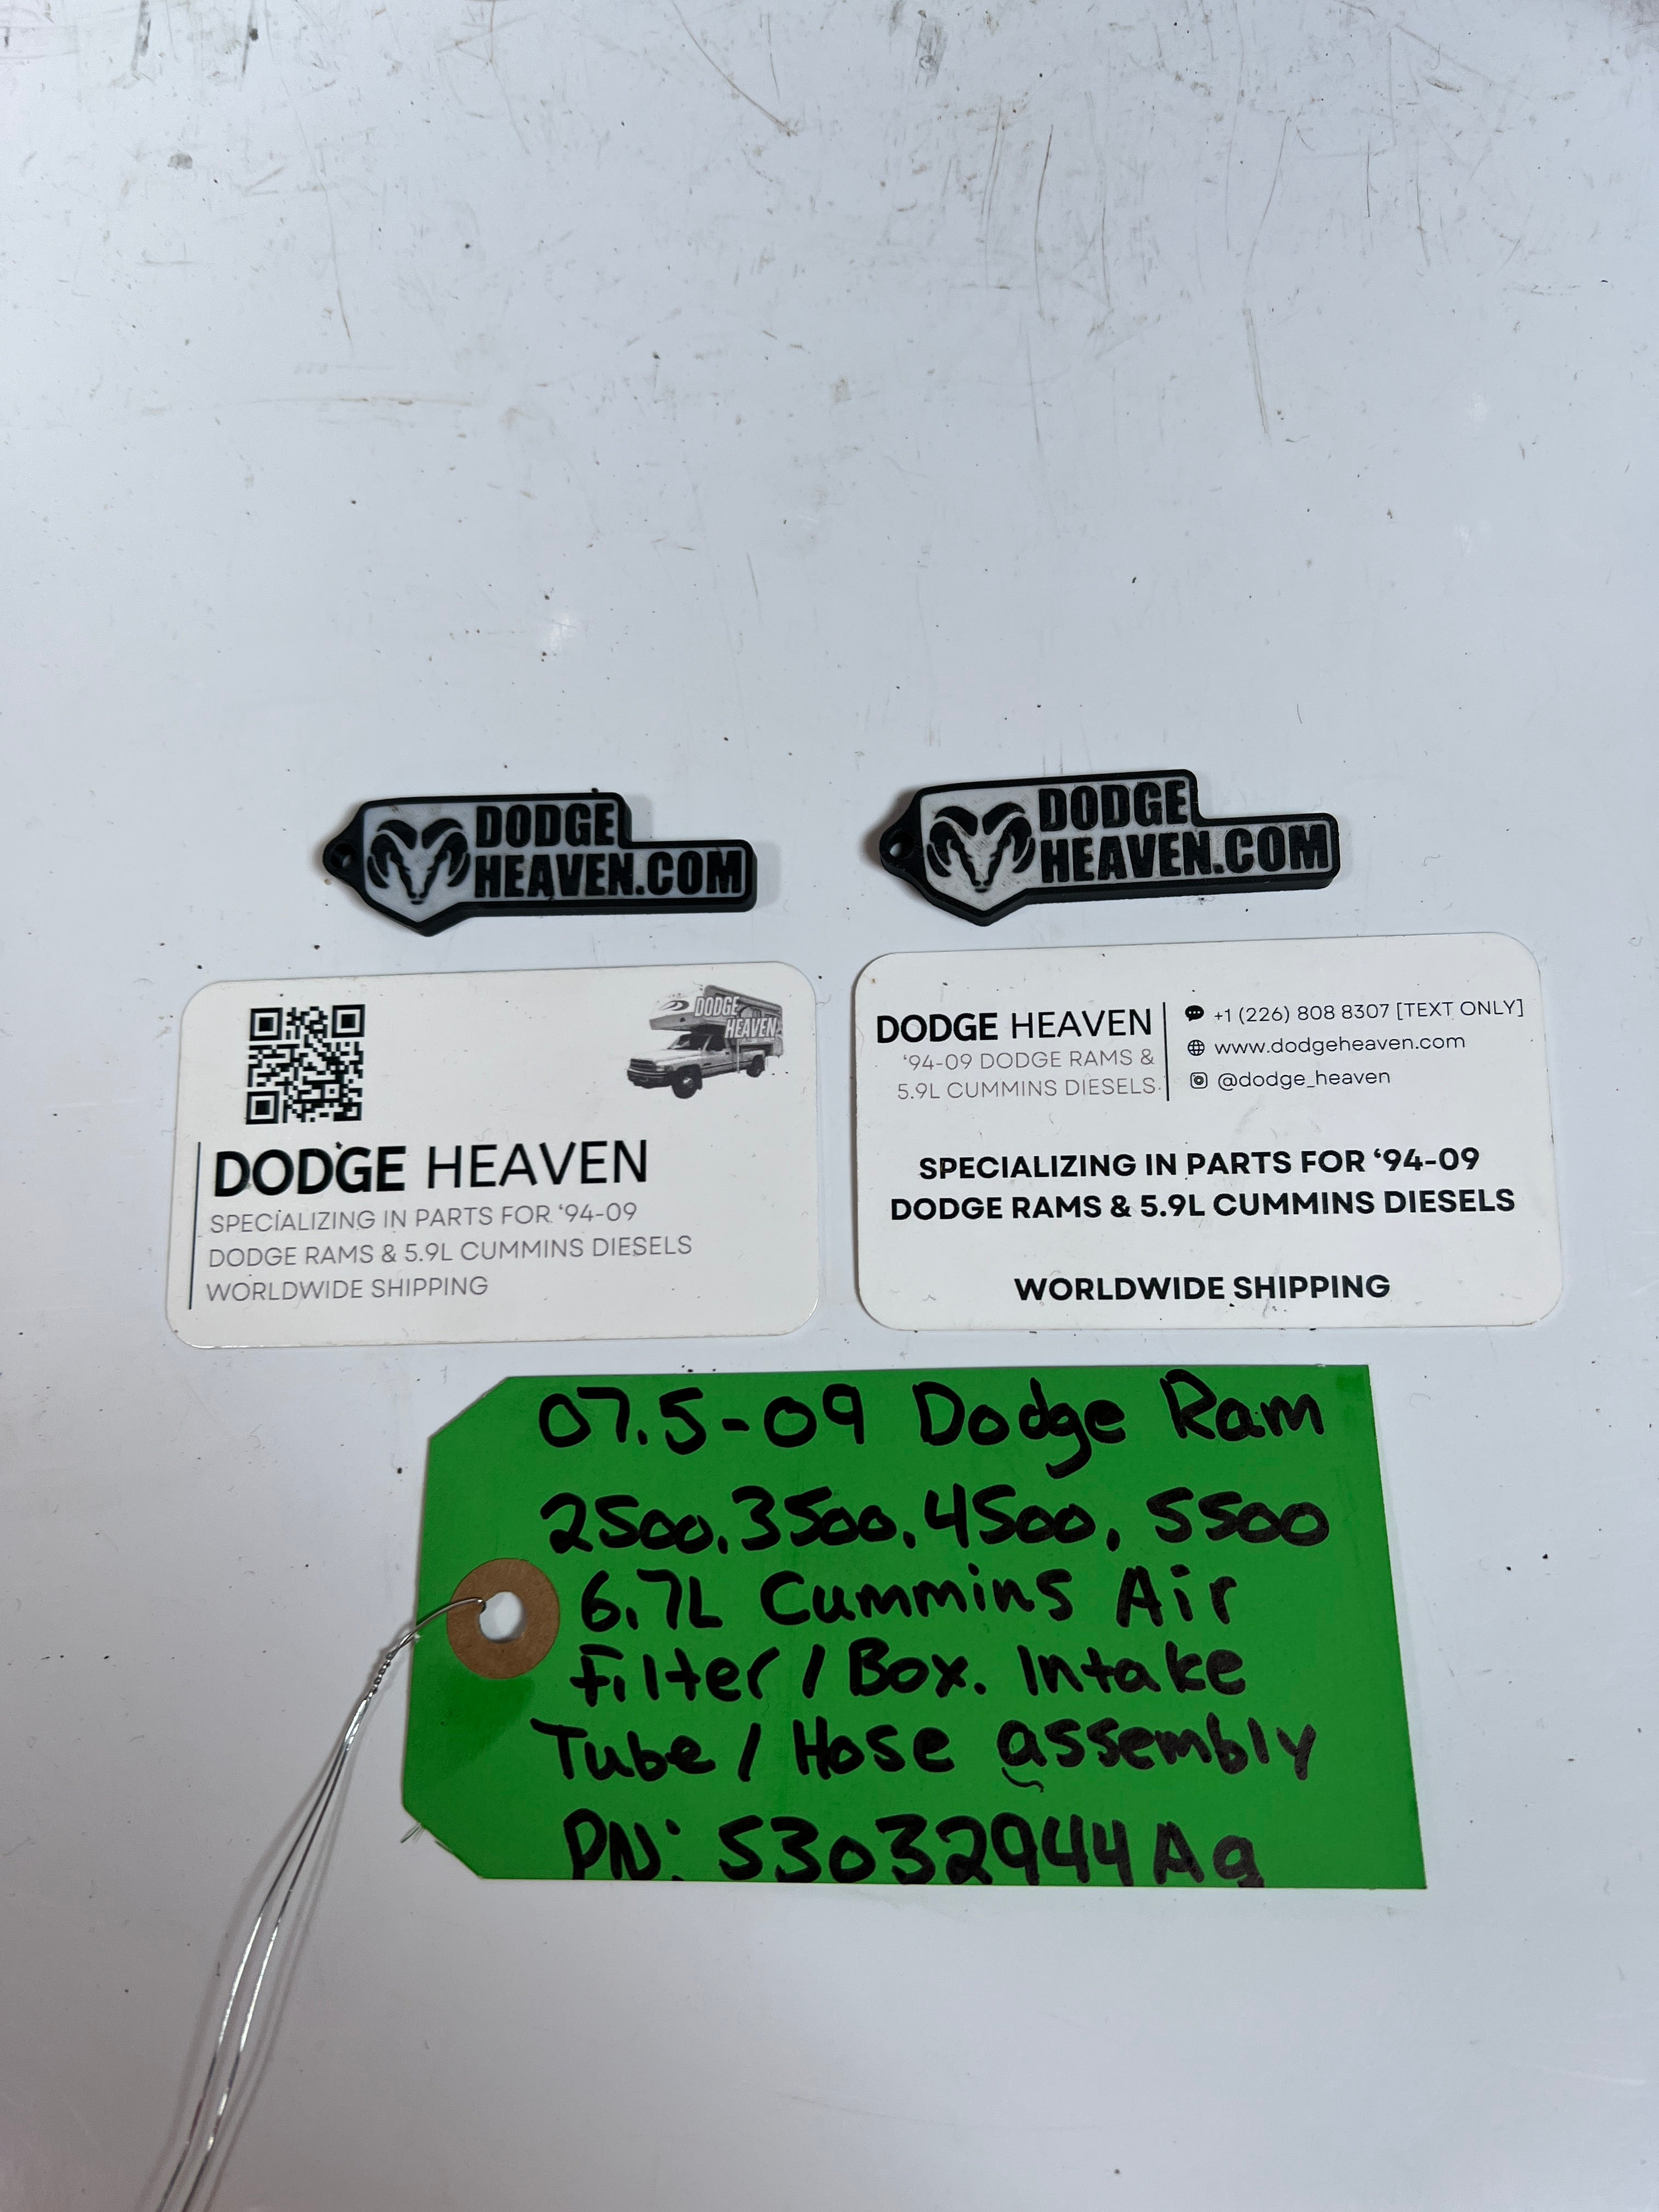 DODGE
HEAVEN.COM
DODGE
HEAVEN.COM
DODGE
HEAVEN
DODGE HEAVEN
SPECIALIZING IN PARTS FOR ‘94-09
DODGE RAMS & 5.9L CUMMINS DIESELS
WORLDWIDE SHIPPING
DODGE HEAVEN
‘94-09 DODGE RAMS &
5.9L CUMMINS DIESELS
+1 (226) 808 8307 [TEXT ONLY]
www.dodgeheaven.com
@dodge_heaven
SPECIALIZING IN PARTS FOR ‘94-09
DODGE RAMS & 5.9L CUMMINS DIESELS
WORLDWIDE SHIPPING
07.5-09 Dodge Ram
2500, 3500, 4500, 5500
6.7L Cummins Air
Filter / Box. Intake
Tube / Hose assembly
PN: 53032944Ag